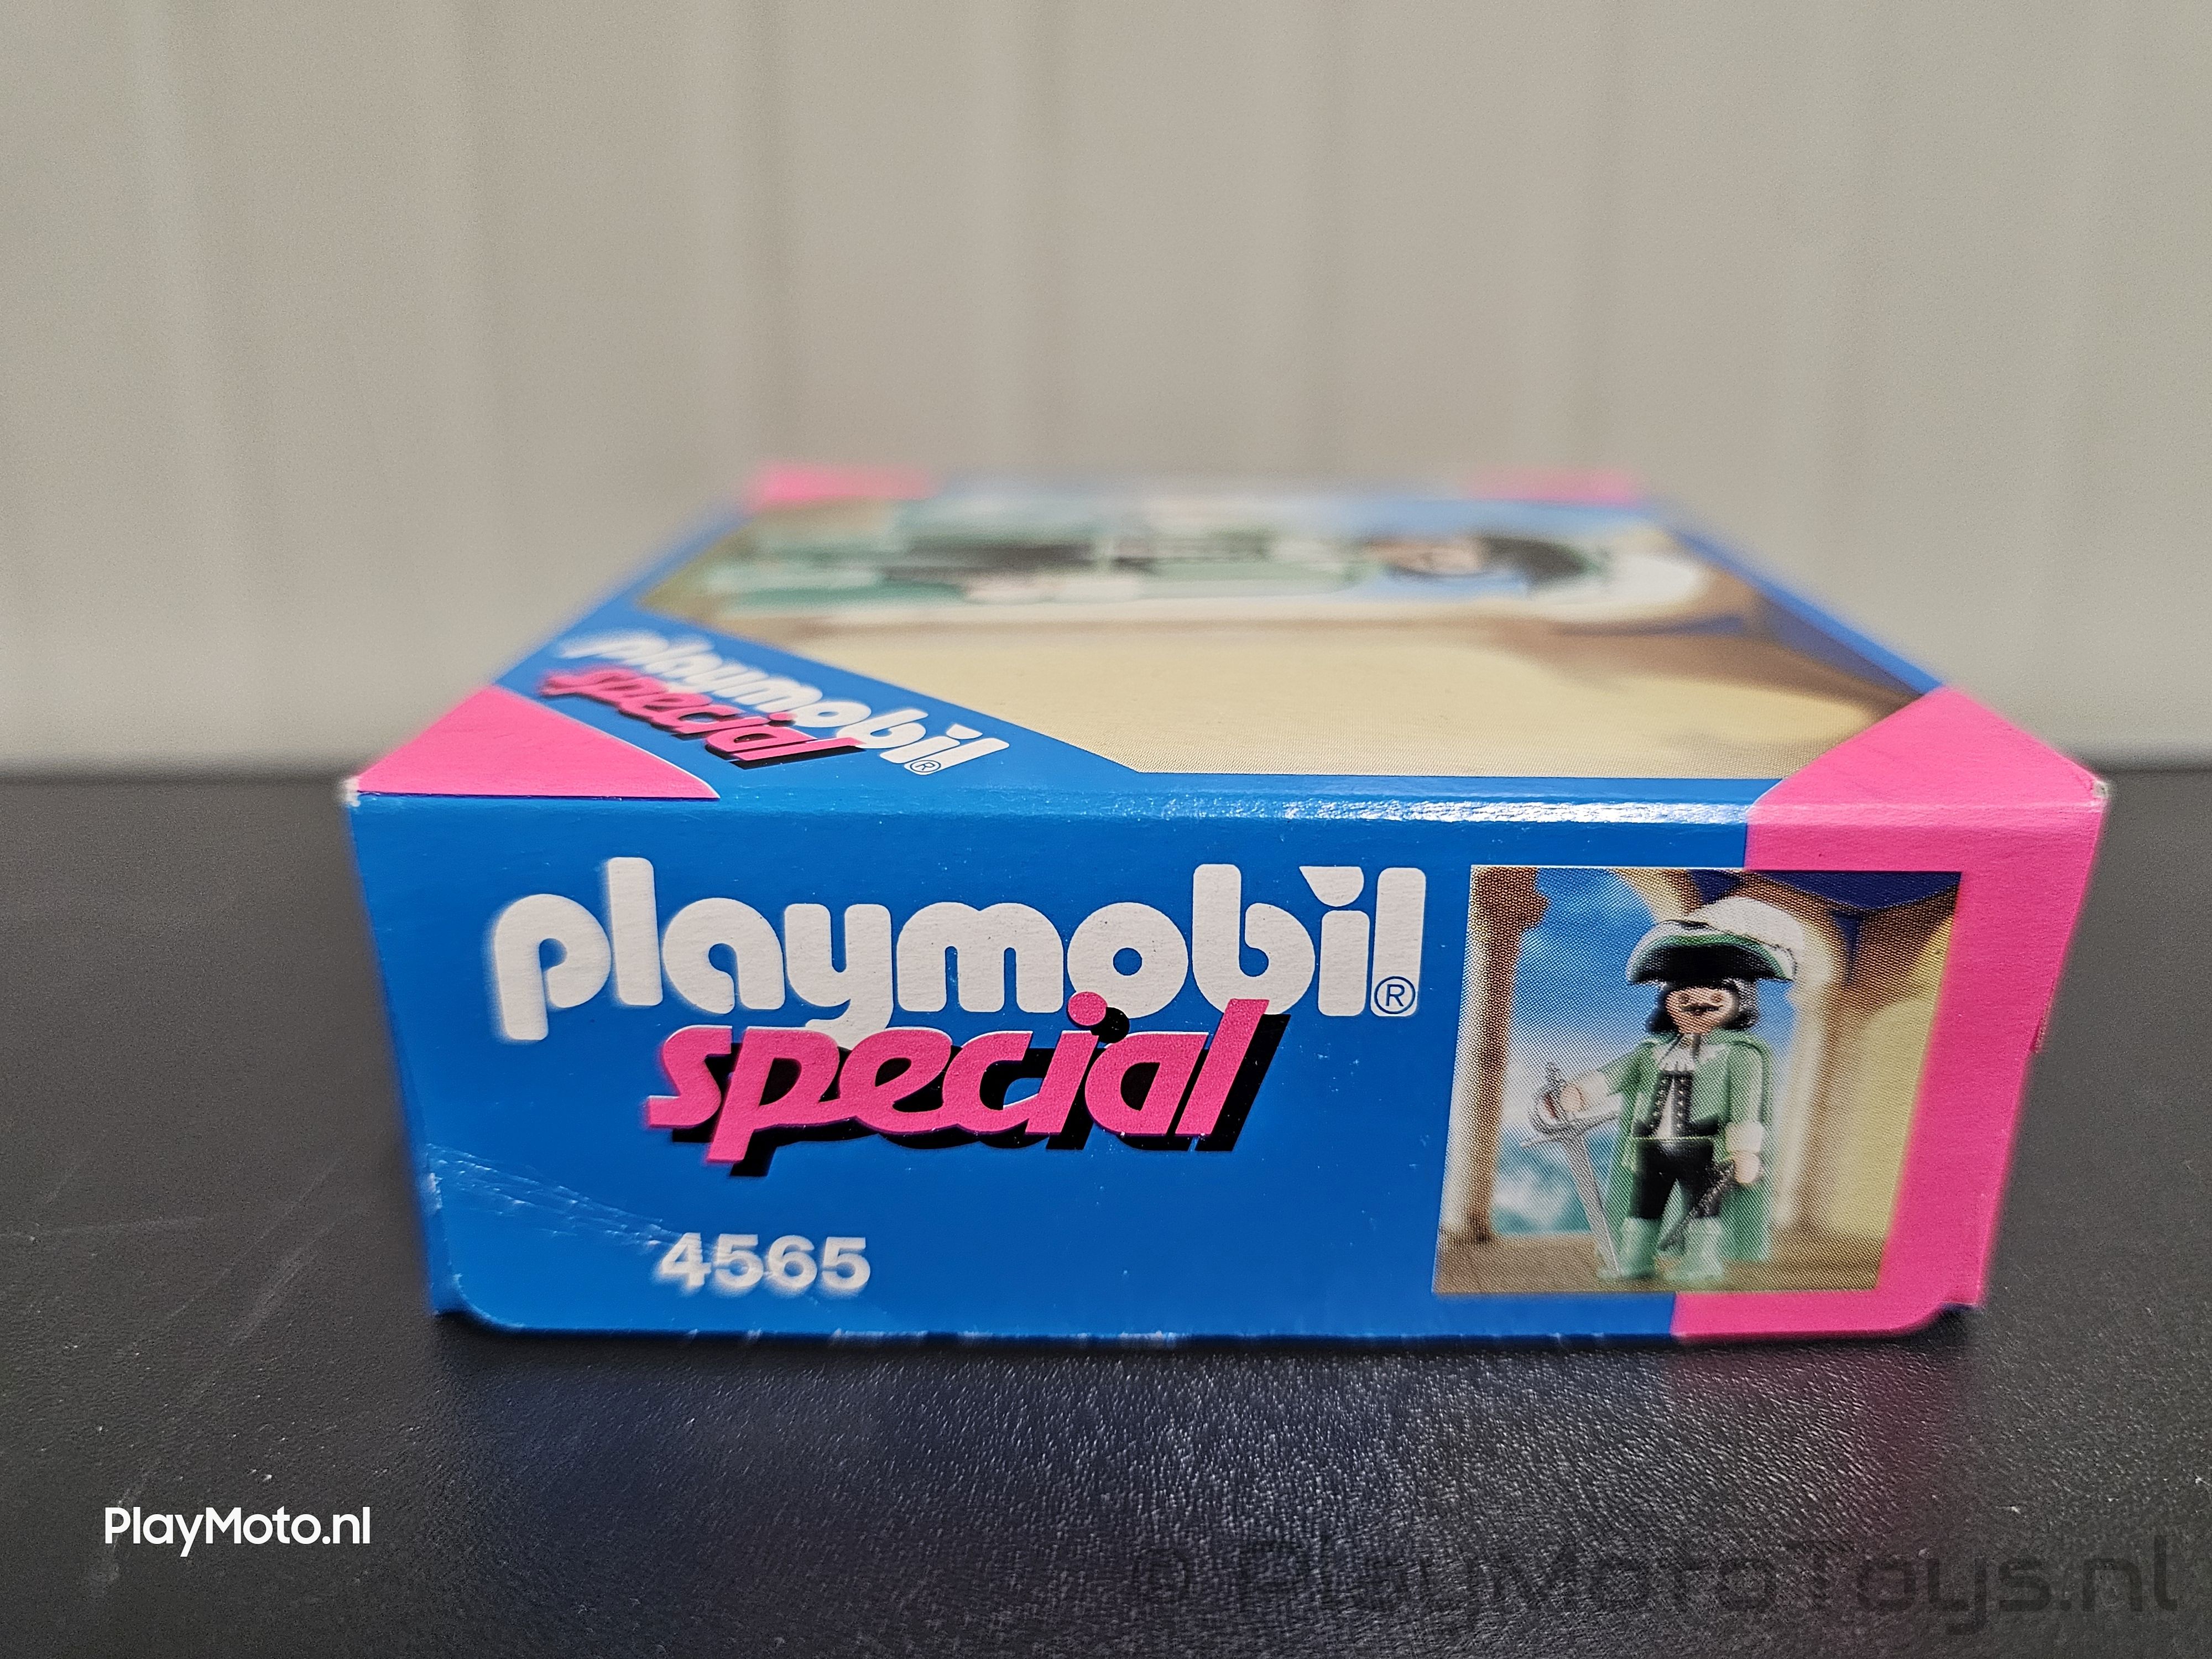 playmobil®
special
playmobil®
special
4565
PlayMoto.nl
© PlayMotoToys.nl